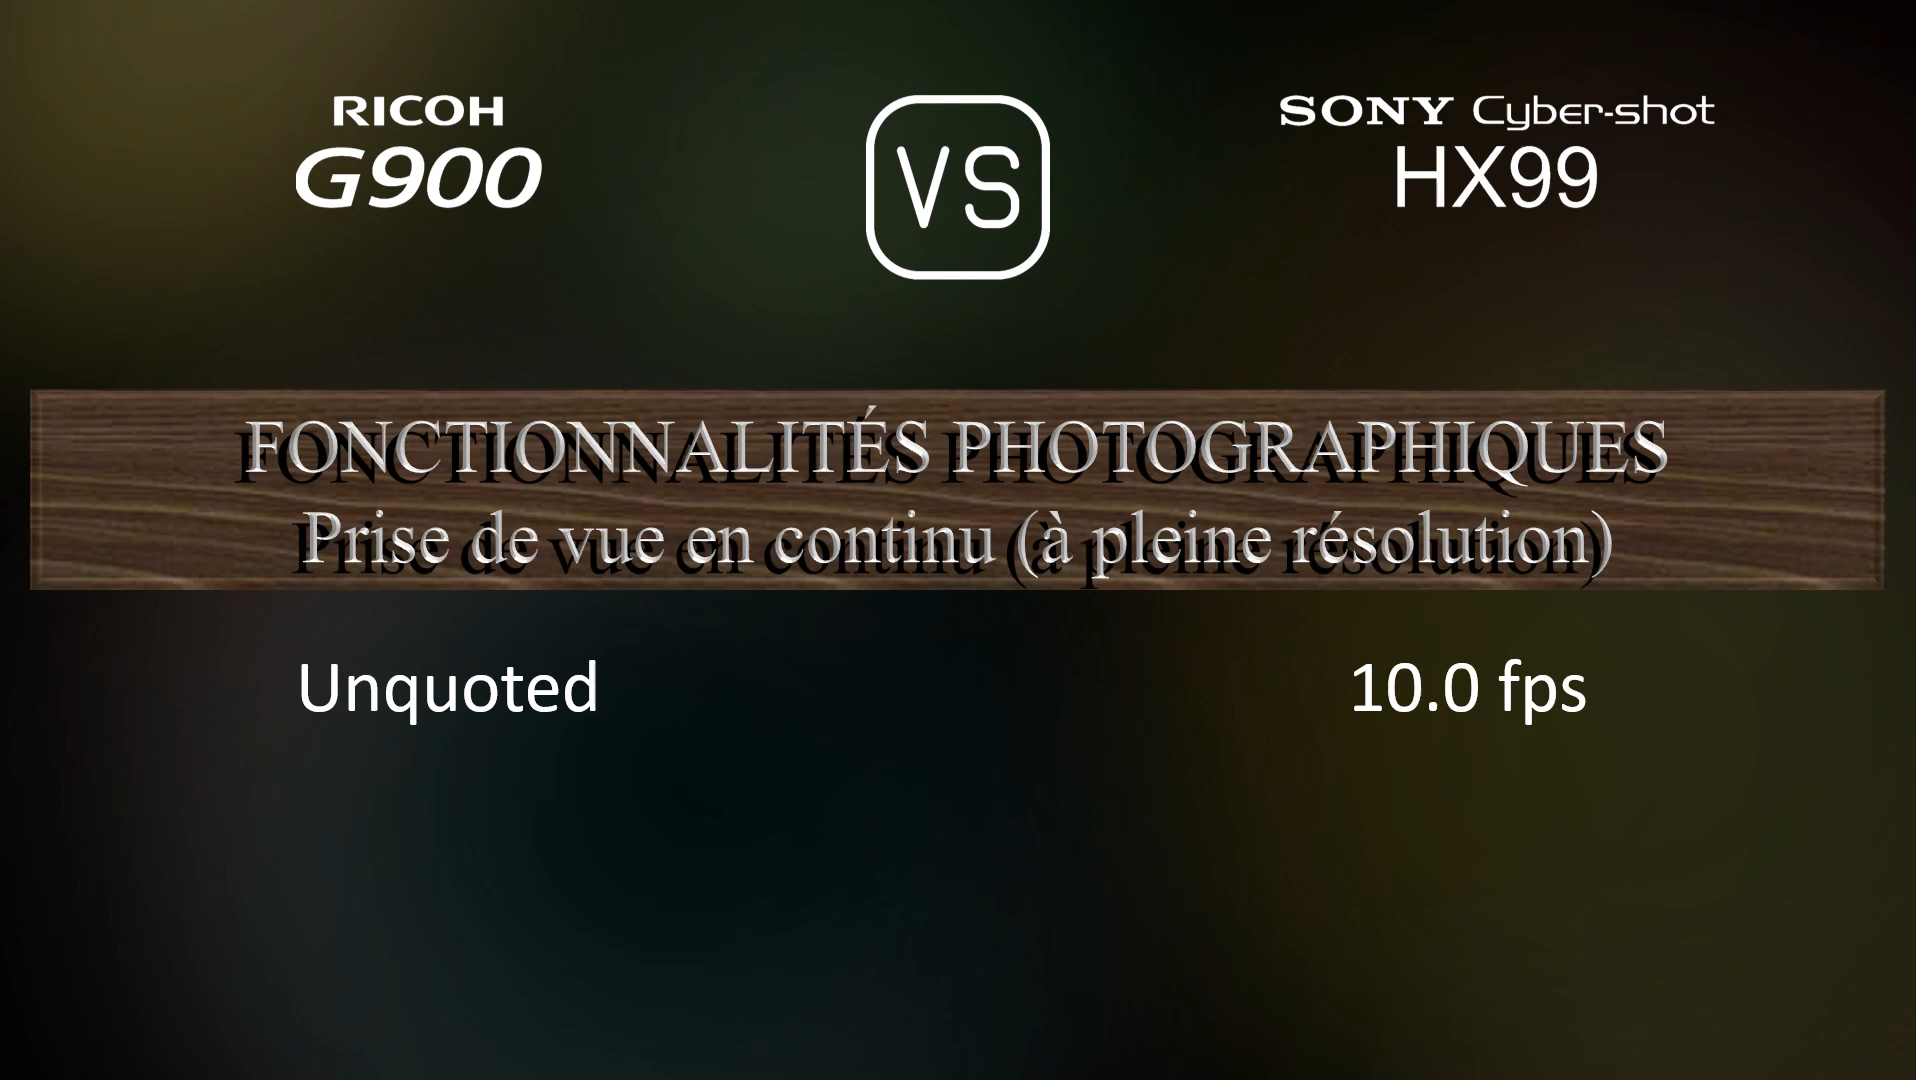 RICOH
G900
VS
SONY Cyber-shot
HX99
FONCTIONNALITÉS PHOTOGRAPHIQUES
Prise de vue en continu (à pleine résolution)
Unquoted
10.0 fps